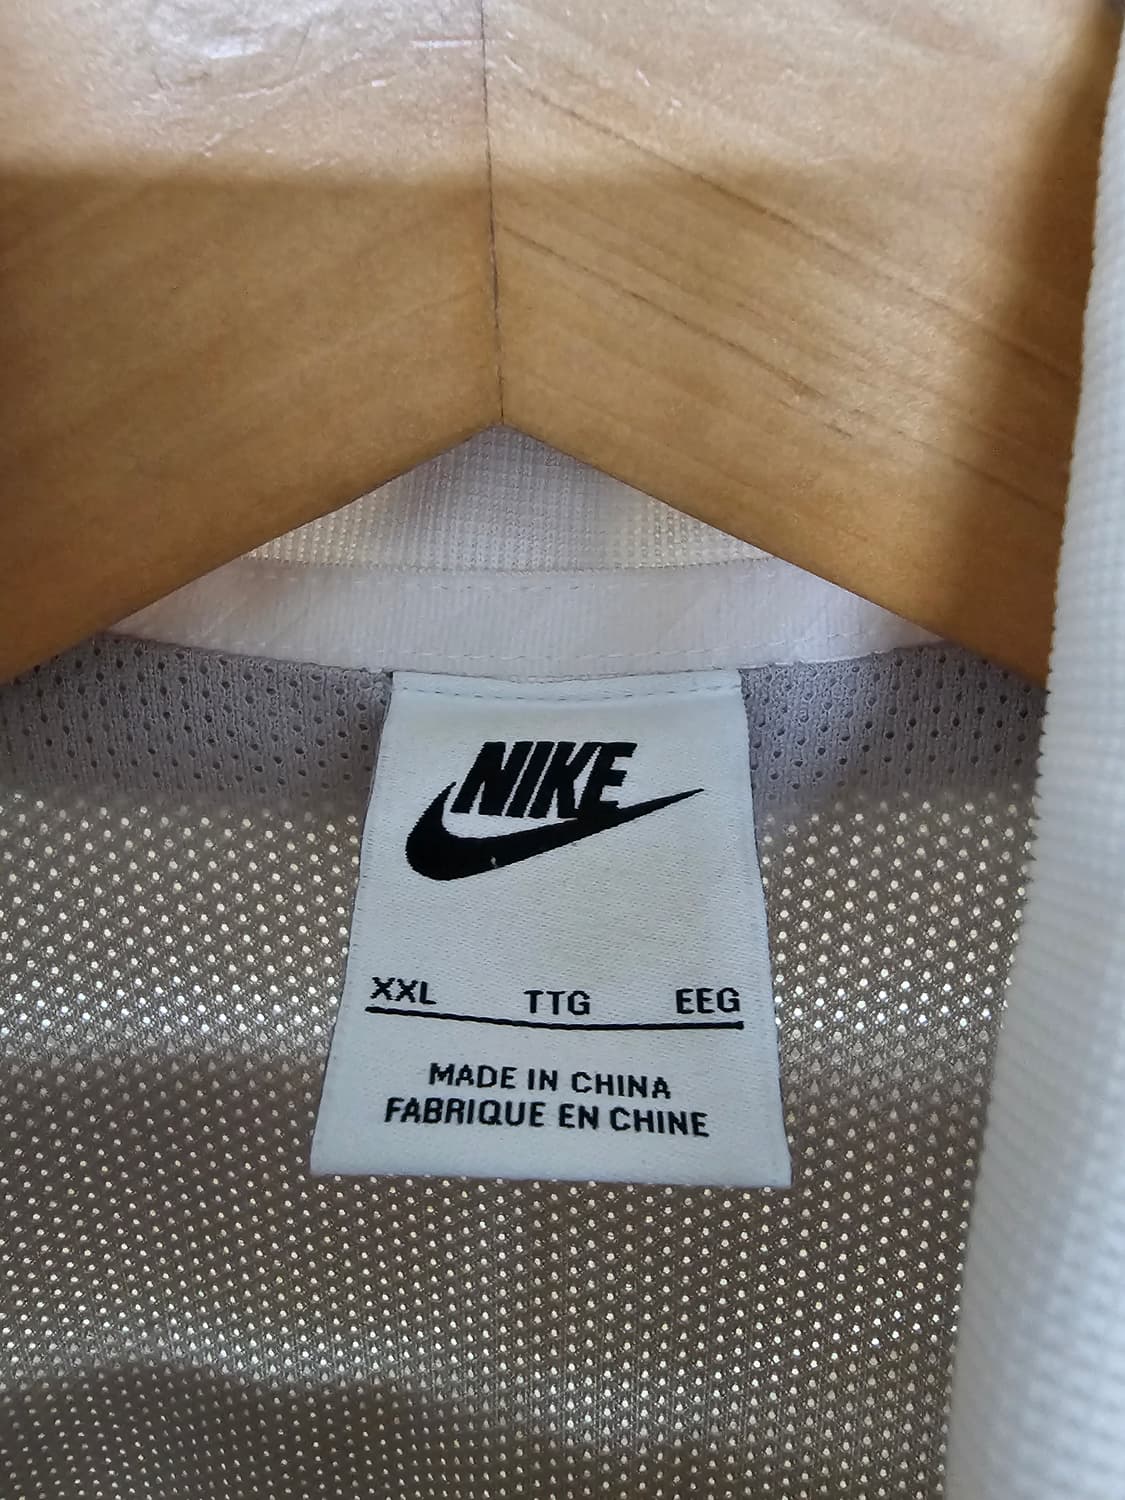 NIKE
XXL TTG EEG
MADE IN CHINA
FABRIQUE EN CHINE